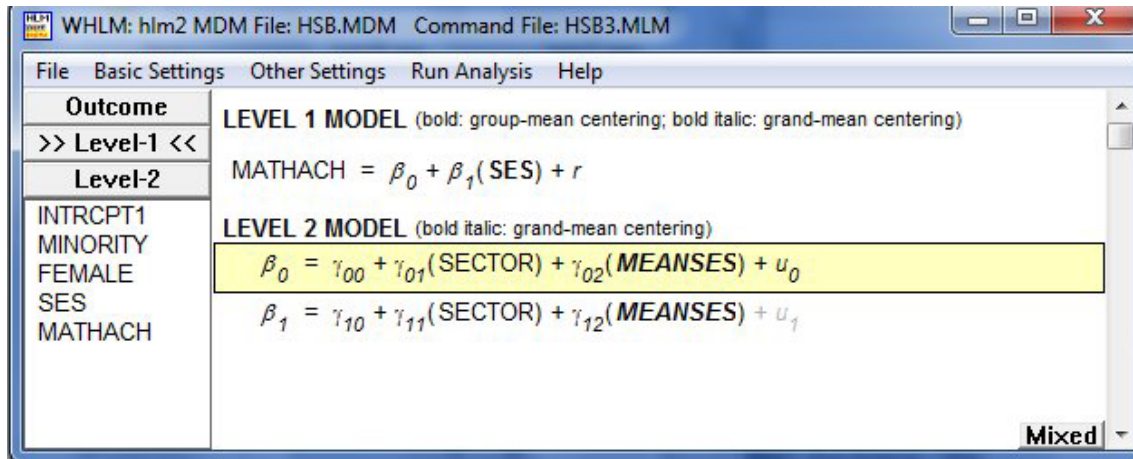 WHLM: hlm2 MDM File: HSB.MDM Command File: HSB3.MLM
File Basic Settings Other Settings Run Analysis Help
Outcome
>> Level-1 <<
Level-2
INTRCPT1
MINORITY
FEMALE
SES
MATHACH
LEVEL 1 MODEL (bold: group-mean centering; bold italic: grand-mean centering)
MATHACH = β0 + β1(SES) + r
LEVEL 2 MODEL (bold italic: grand-mean centering)
β0 = γ00 + γ01(SECTOR) + γ02(MEANSES) + u0
β1 = γ10 + γ11(SECTOR) + γ12(MEANSES) + u1
Mixed